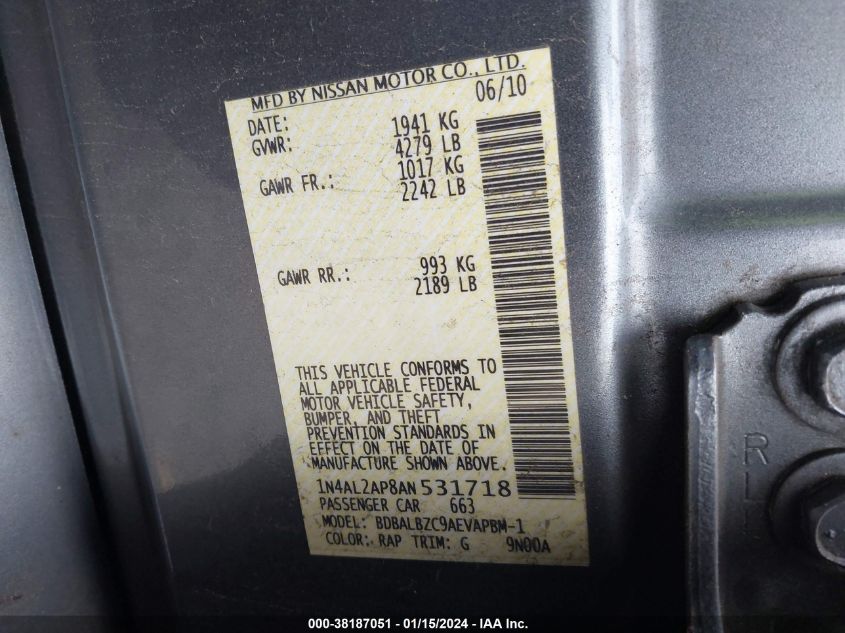 MFD BY NISSAN MOTOR CO., LTD.
DATE: 06/10
GVWR: 1941 KG
4279 LB
GAWR FR.: 1017 KG
2242 LB
GAWR RR.: 993 KG
2189 LB
THIS VEHICLE CONFORMS TO
ALL APPLICABLE FEDERAL
MOTOR VEHICLE SAFETY,
BUMPER, AND THEFT
PREVENTION STANDARDS IN
EFFECT ON THE DATE OF
MANUFACTURE SHOWN ABOVE.
1N4AL2AP8AN531718
PASSENGER CAR 663
MODEL: BDBALBZC9AEVAPBM-1
COLOR: RAP TRIM: G 9N00A
RL
000-38187051 - 01/15/2024 - IAA Inc.